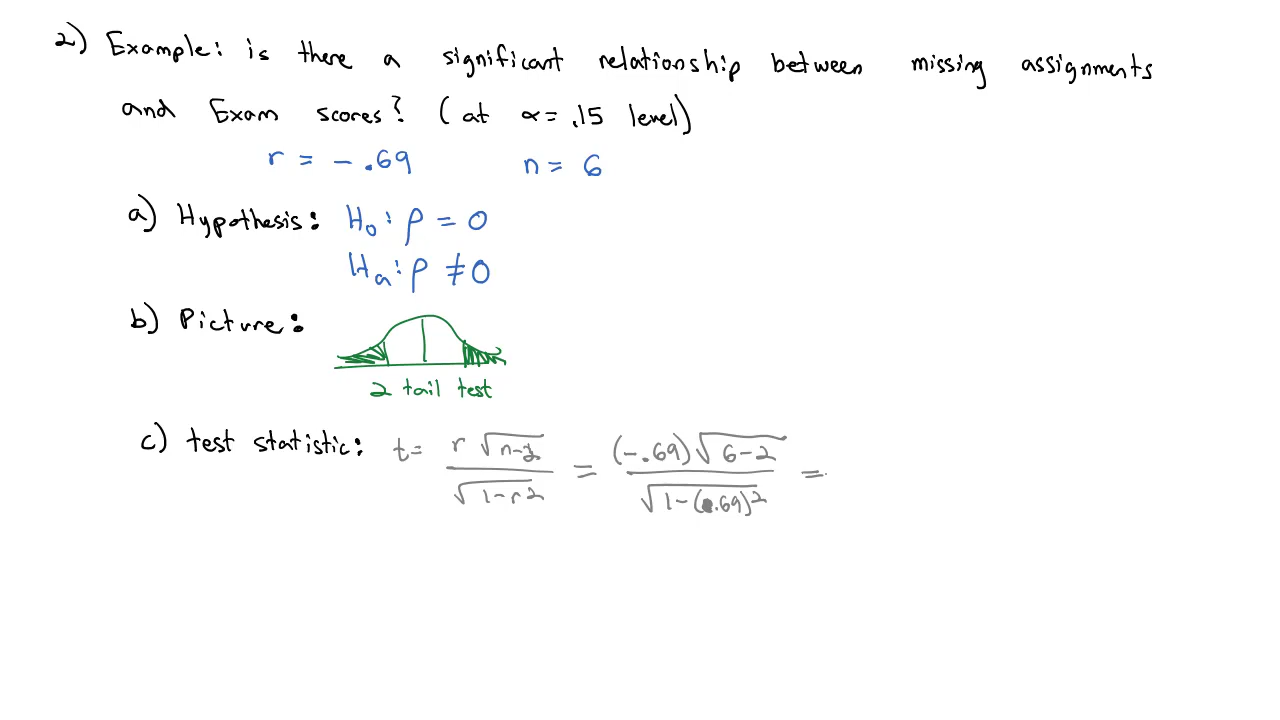 2) Example: is there a significant relationship between missing assignments
and Exam scores? (at α = .15 level)
r = -.69 n = 6
a) Hypothesis: H₀: ρ = 0
Hₐ: ρ ≠ 0
b) Picture:
2 tail test
c) test statistic: t = r √(n-2) / √(1-r2) = (-.69)√(6-2) / √(1-(.69)²) =